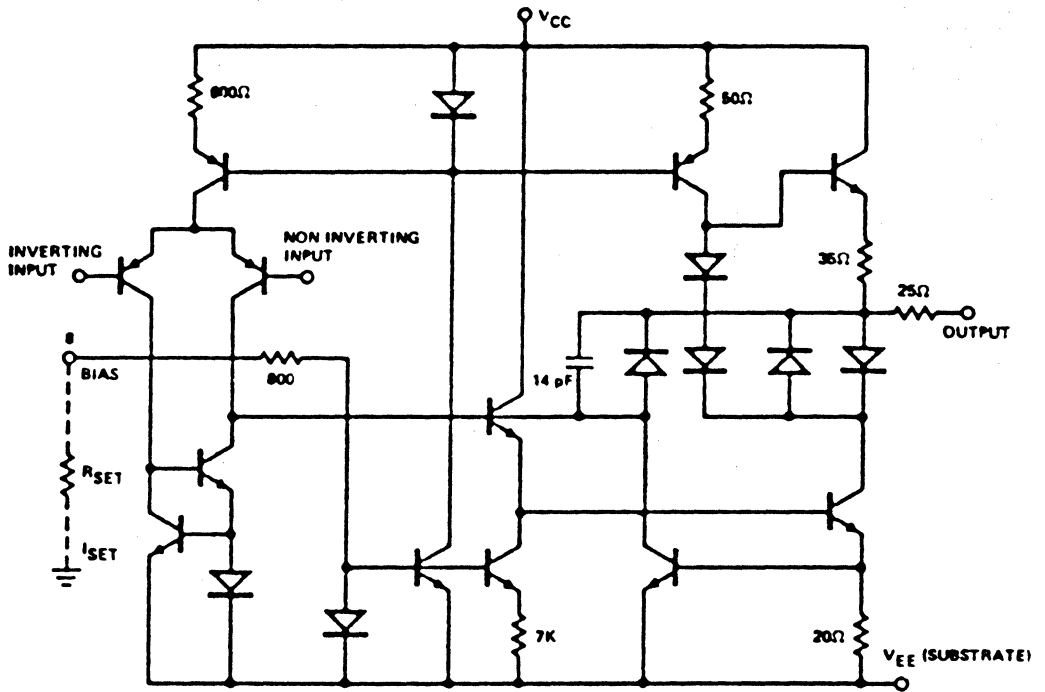 VCC
800Ω
50Ω
INVERTING
INPUT
NON INVERTING
INPUT
35Ω
25Ω
OUTPUT
8
BIAS
800
14 pF
RSET
ISET
7K
20Ω
VEE (SUBSTRATE)